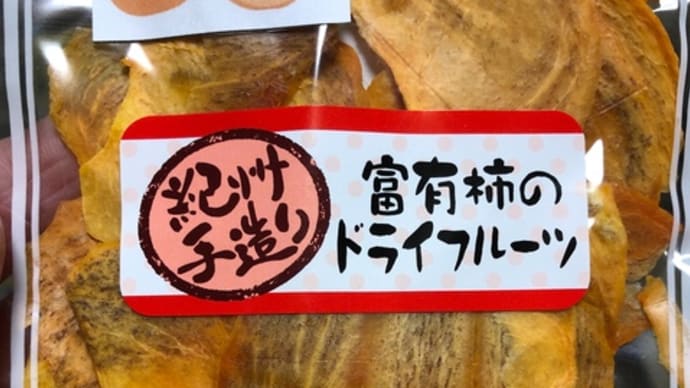 紀州
手造り
富有柿の
ドライフルーツ